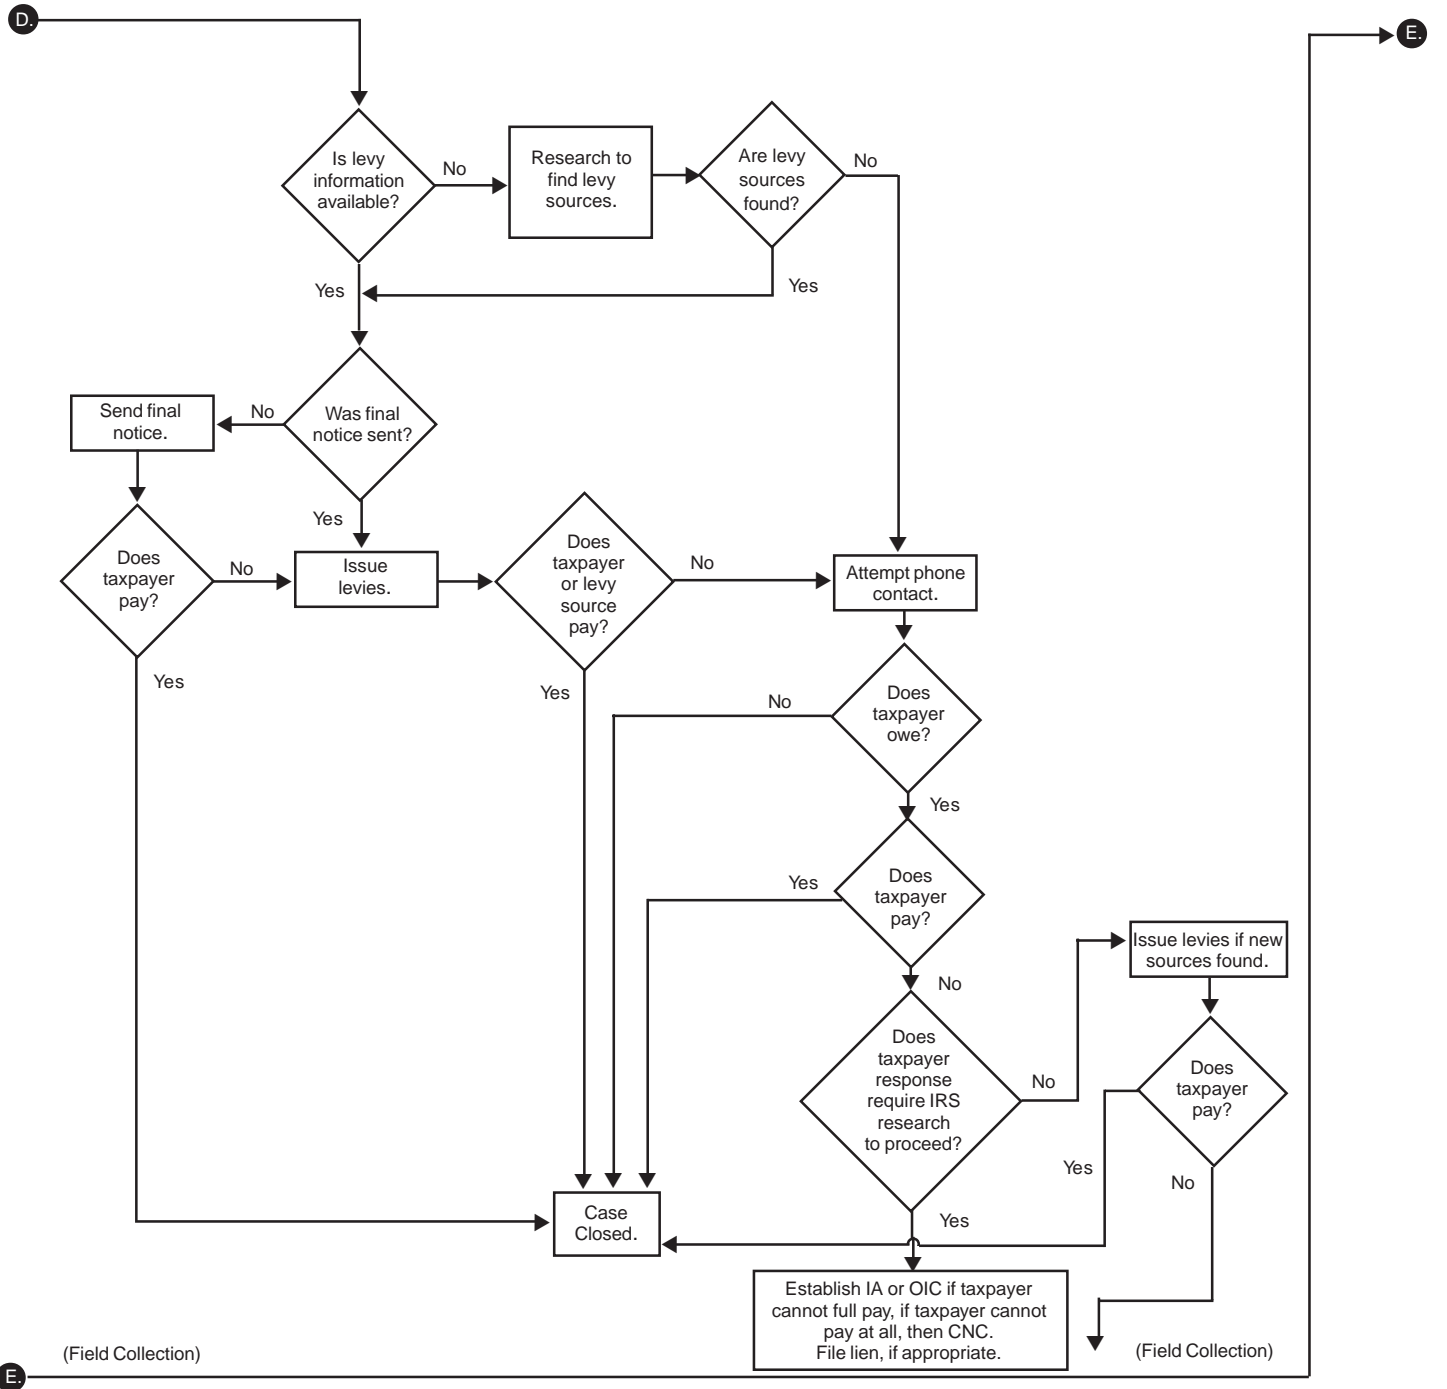 D.
E.
Is levy
information
available?
No
Research to
find levy
sources.
Are levy
sources
found?
No
Yes
Yes
Send final
notice.
No
Was final
notice sent?
Yes
Does
taxpayer
pay?
No
Issue
levies.
Does
taxpayer
or levy
source
pay?
No
Attempt phone
contact.
Yes
Yes
No
Does
taxpayer
owe?
Yes
Yes
Does
taxpayer
pay?
No
Issue levies if new
sources found.
Does
taxpayer
response
require IRS
research
to proceed?
No
Does
taxpayer
pay?
Yes
No
Case
Closed.
Yes
Establish IA or OIC if taxpayer
cannot full pay, if taxpayer cannot
pay at all, then CNC.
File lien, if appropriate.
(Field Collection)
(Field Collection)
E.